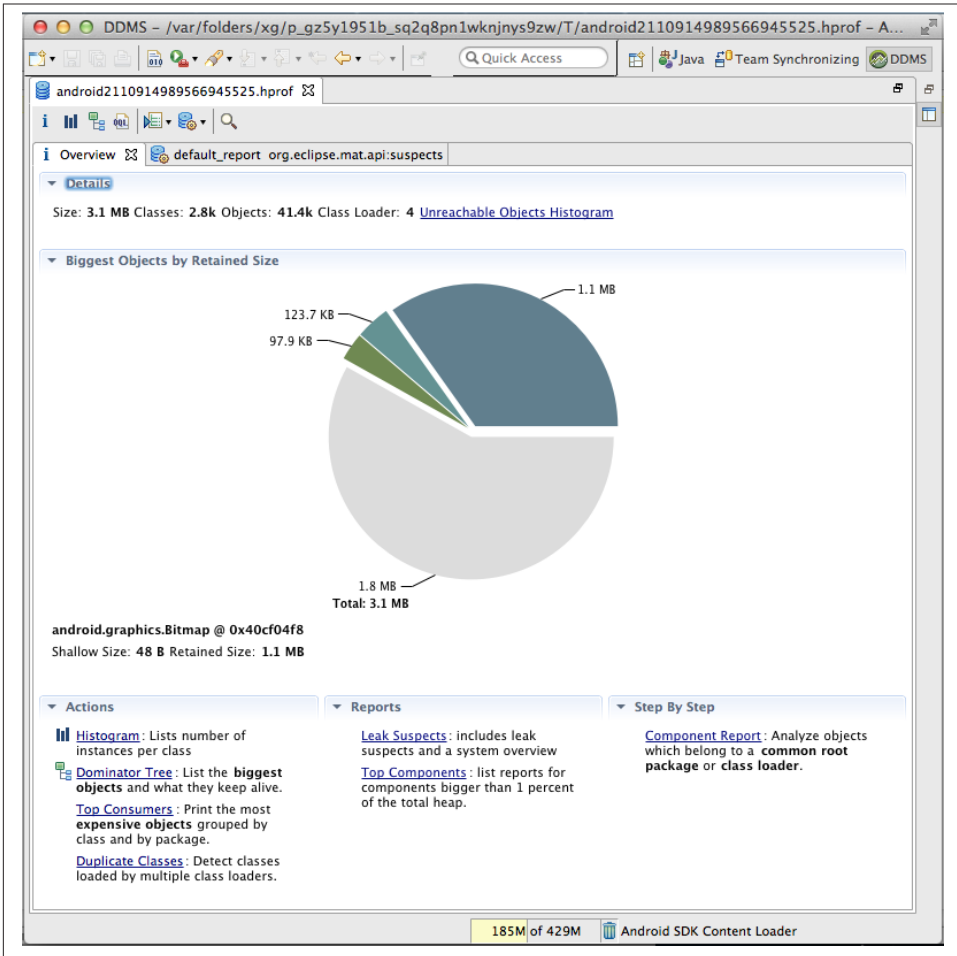 DDMS – /var/folders/xg/p_gz5y1951b_sq2q8pn1wknjnys9zw/T/android2110914989566945525.hprof – A...
Quick Access
Java
Team Synchronizing
DDMS
android2110914989566945525.hprof
i
OQL
i Overview
default_report org.eclipse.mat.api:suspects
Details
Size: 3.1 MB Classes: 2.8k Objects: 41.4k Class Loader: 4 Unreachable Objects Histogram
Biggest Objects by Retained Size
1.1 MB
123.7 KB
97.9 KB
1.8 MB
Total: 3.1 MB
android.graphics.Bitmap @ 0x40cf04f8
Shallow Size: 48 B Retained Size: 1.1 MB
Actions
Histogram: Lists number of
instances per class
Dominator Tree: List the biggest
objects and what they keep alive.
Top Consumers: Print the most
expensive objects grouped by
class and by package.
Duplicate Classes: Detect classes
loaded by multiple class loaders.
Reports
Leak Suspects: includes leak
suspects and a system overview
Top Components: list reports for
components bigger than 1 percent
of the total heap.
Step By Step
Component Report: Analyze objects
which belong to a common root
package or class loader.
185M of 429M
Android SDK Content Loader